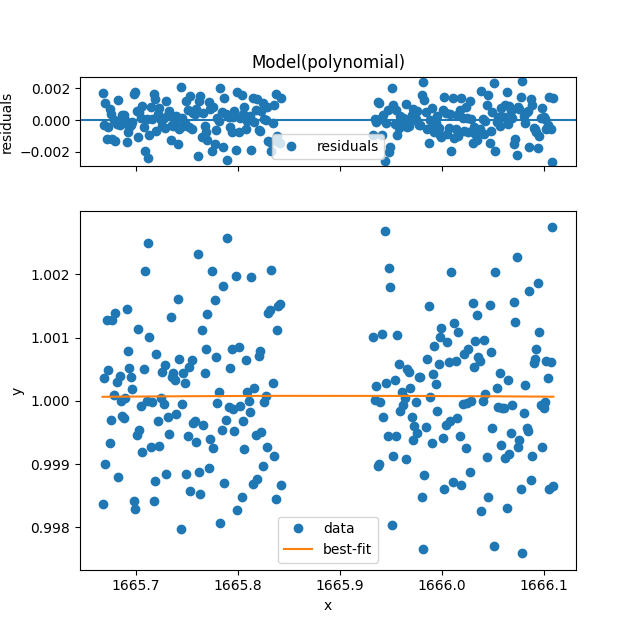 Model(polynomial)
residuals
0.002
0.000
−0.002
residuals
y
1.002
1.001
1.000
0.999
0.998
data
best-fit
1665.7 1665.8 1665.9 1666.0 1666.1
x